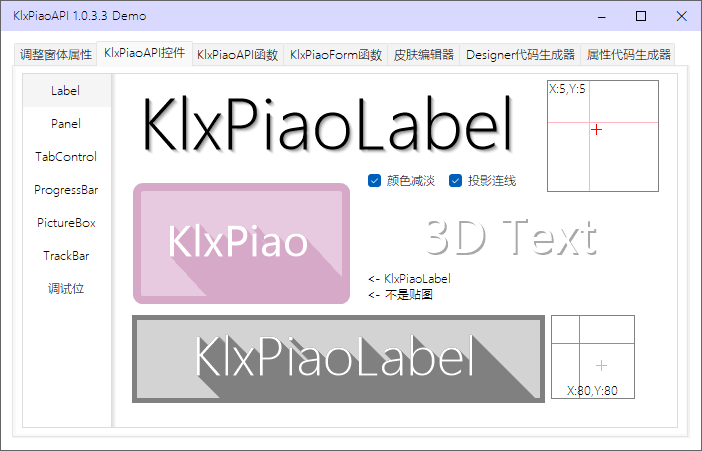 KlxPiaoAPI 1.0.3.3 Demo
调整窗体属性 KlxPiaoAPI控件 KlxPiaoAPI函数 KlxPiaoForm函数 皮肤编辑器 Designer代码生成器 属性代码生成器
Label
Panel
TabControl
ProgressBar
PictureBox
TrackBar
调试位
KlxPiaoLabel
X:5,Y:5
颜色减淡 投影连线
KlxPiao
3D Text
<- KlxPiaoLabel
<- 不是贴图
KlxPiaoLabel
X:80,Y:80